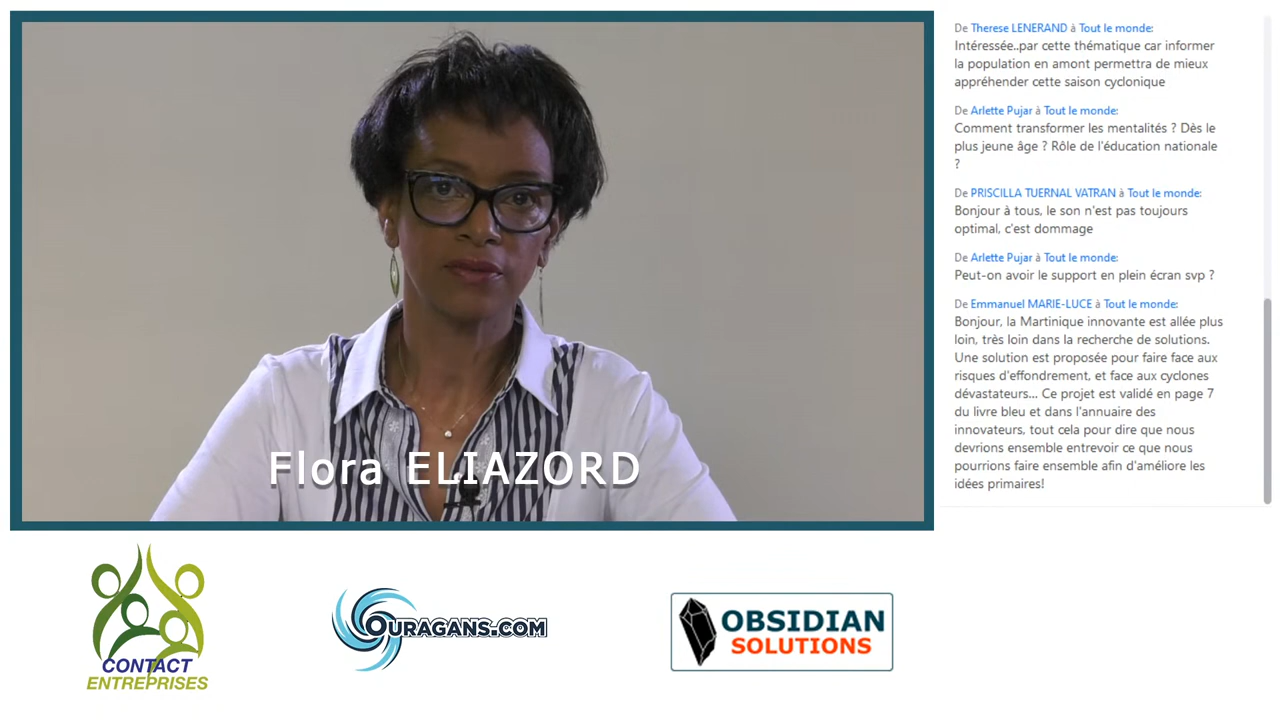 Flora ELIAZORD
De Therese LENERAND à Tout le monde:
Intéressée..par cette thématique car informer
la population en amont permettra de mieux
appréhender cette saison cyclonique
De Arlette Pujar à Tout le monde:
Comment transformer les mentalités ? Dès le
plus jeune âge ? Rôle de l'éducation nationale
?
De PRISCILLA TUERNAL VATRAN à Tout le monde:
Bonjour à tous, le son n'est pas toujours
optimal, c'est dommage
De Arlette Pujar à Tout le monde:
Peut-on avoir le support en plein écran svp ?
De Emmanuel MARIE-LUCE à Tout le monde:
Bonjour, la Martinique innovante est allée plus
loin, très loin dans la recherche de solutions.
Une solution est proposée pour faire face aux
risques d'effondrement, et face aux cyclones
dévastateurs... Ce projet est validé en page 7
du livre bleu et dans l'annuaire des
innovateurs, tout cela pour dire que nous
devrions ensemble entrevoir ce que nous
pourrions faire ensemble afin d'améliore les
idées primaires!
CONTACT
ENTREPRISES
OURAGANS.COM
OBSIDIAN
SOLUTIONS